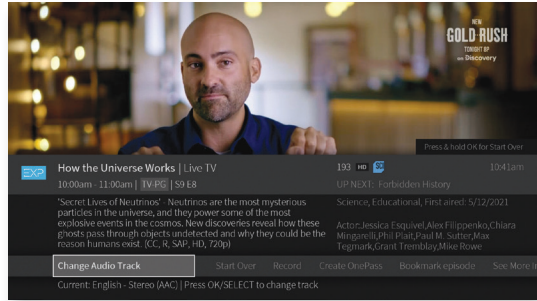 NEW
GOLD RUSH
TONIGHT 8P
Discovery
Press & hold OK for Start Over
EXP
How the Universe Works | Live TV
193 HD
10:41am
10:00am - 11:00am | TV-PG | S9 E8
UP NEXT: Forbidden History
'Secret Lives of Neutrinos' - Neutrinos are the most mysterious
particles in the universe, and they power some of the most
explosive events in the cosmos. New discoveries reveal how these
ghosts pass through objects undetected and why they could be the
reason humans exist. (CC, R, SAP, HD, 720p)
Science, Educational, First aired: 5/12/2021
Actor:Jessica Esquivel,Alex Filippenko,Chiara
Mingarelli,Phil Plait,Paul M. Sutter,Max
Tegmark,Grant Tremblay,Mike Rowe
Change Audio Track
Start Over
Record
Create OnePass
Bookmark episode
See More
Current: English - Stereo (AAC) | Press OK/SELECT to change track